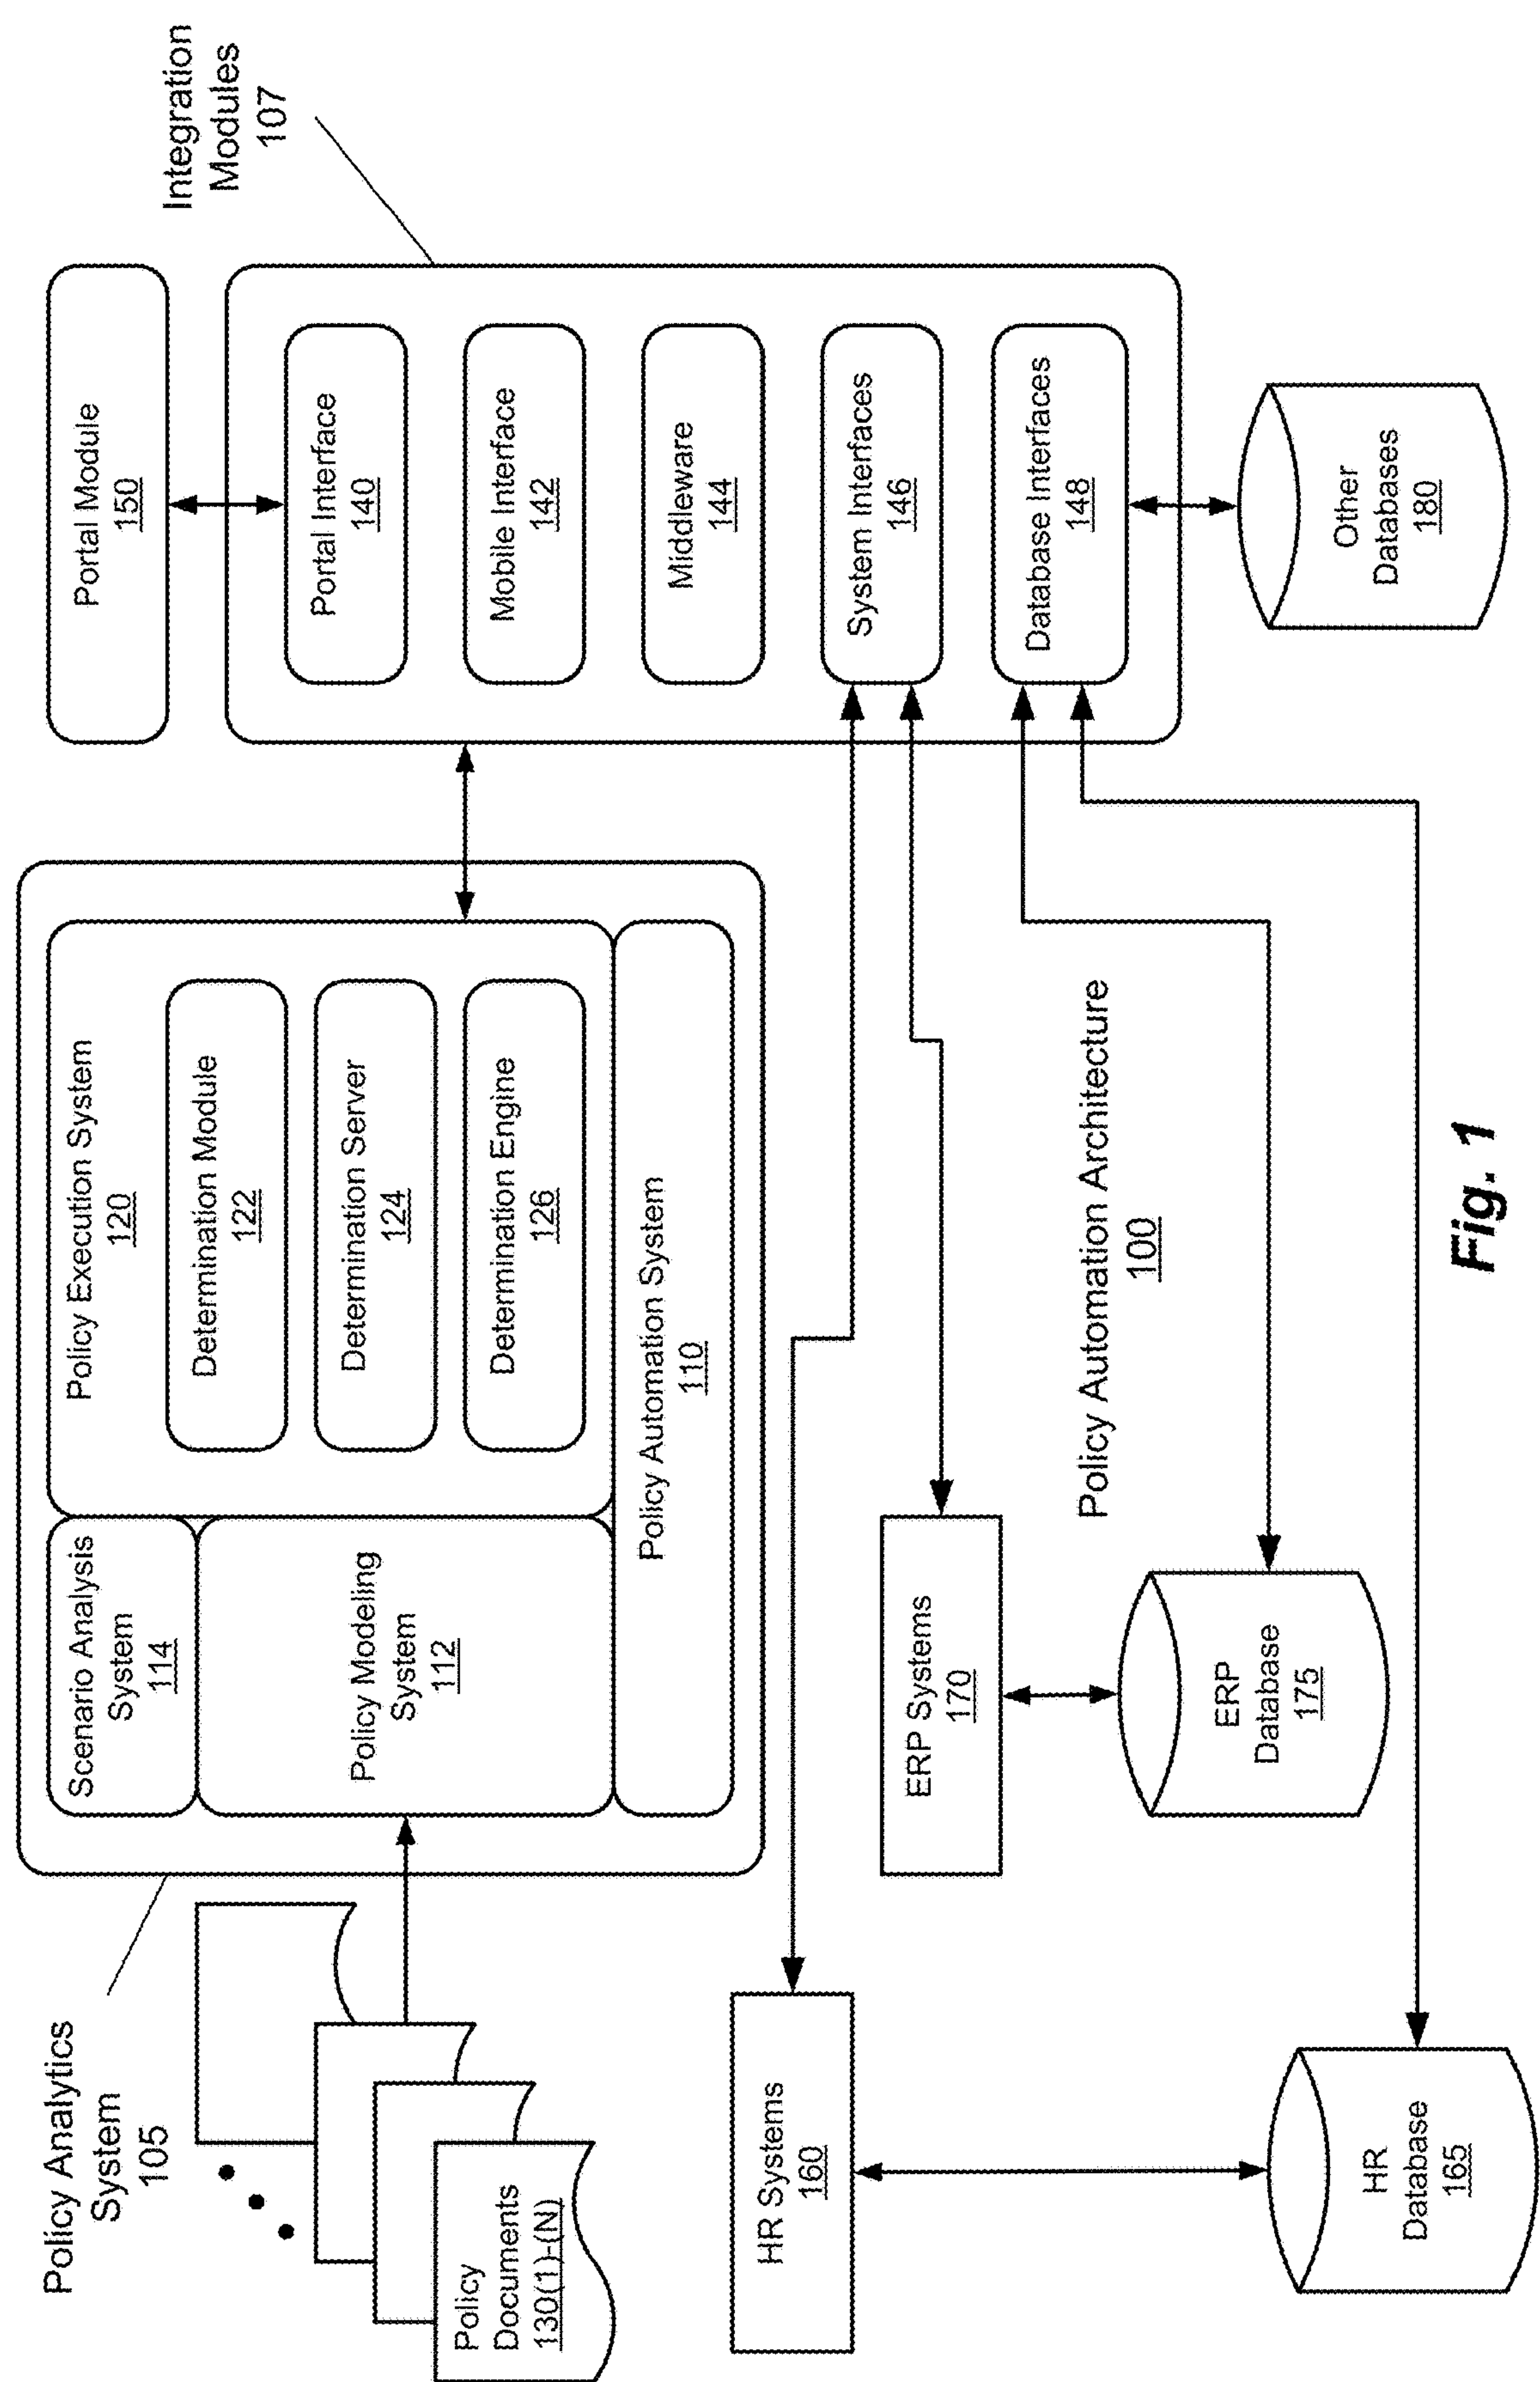 Policy Analytics
System
105
Scenario Analysis
System
114
Policy Modeling
System
112
Policy Execution System
120
Determination Module
122
Determination Server
124
Determination Engine
126
Policy Automation System
110
Policy
Documents
130(1)-(N)
Integration
Modules
107
Portal Module
150
Portal Interface
140
Mobile Interface
142
Middleware
144
System Interfaces
146
Database Interfaces
148
Other
Databases
180
HR Systems
160
HR
Database
165
ERP Systems
170
ERP
Database
175
Policy Automation Architecture
100
Fig. 1